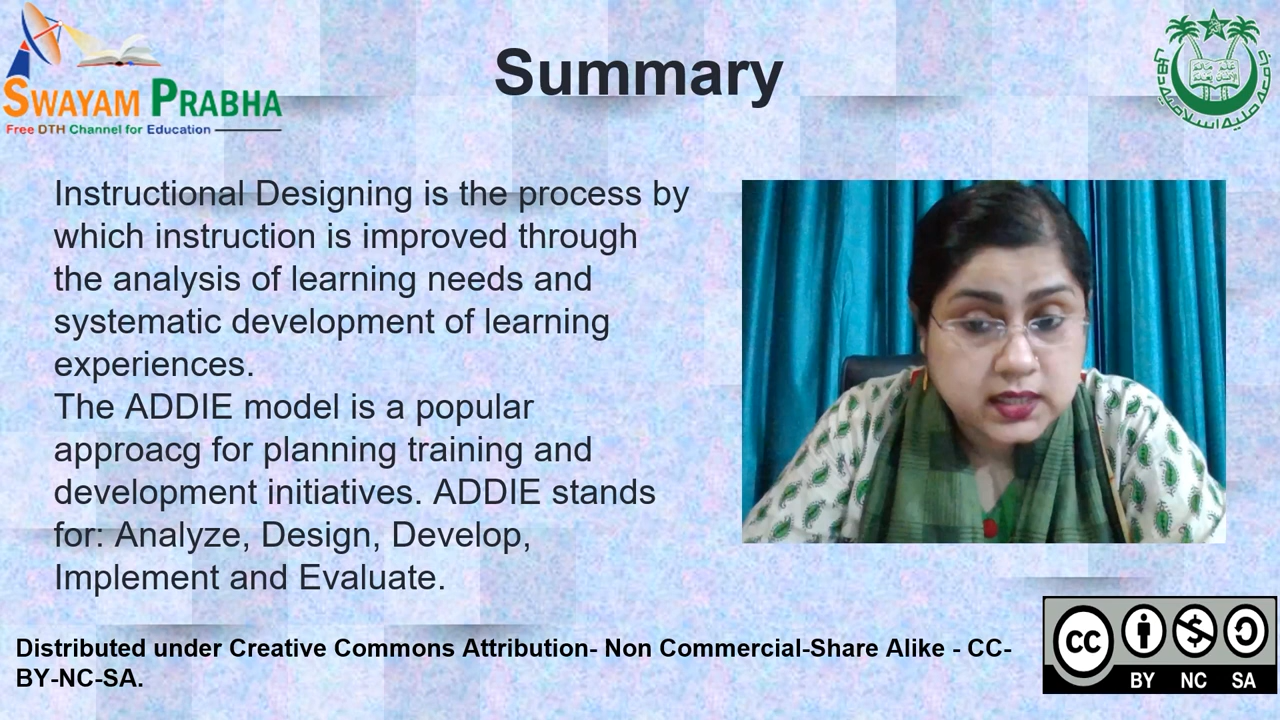 SWAYAM PRABHA
Free DTH Channel for Education
Summary
Instructional Designing is the process by
which instruction is improved through
the analysis of learning needs and
systematic development of learning
experiences.
The ADDIE model is a popular
approacg for planning training and
development initiatives. ADDIE stands
for: Analyze, Design, Develop,
Implement and Evaluate.
Distributed under Creative Commons Attribution- Non Commercial-Share Alike - CC-
BY-NC-SA.
cc
BY NC SA